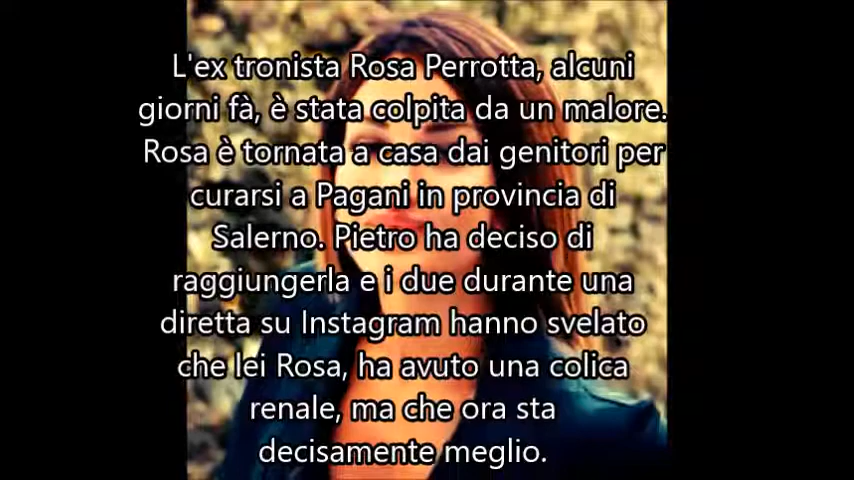 L'ex tronista Rosa Perrotta, alcuni
giorni fà, è stata colpita da un malore.
Rosa è tornata a casa dai genitori per
curarsi a Pagani in provincia di
Salerno. Pietro ha deciso di
raggiungerla e i due durante una
diretta su Instagram hanno svelato
che lei Rosa, ha avuto una colica
renale, ma che ora sta
decisamente meglio.